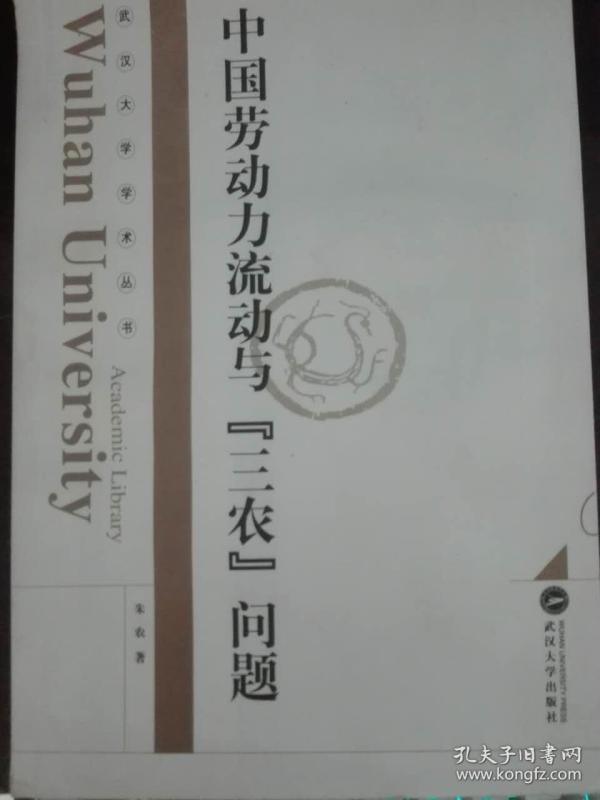 武汉大学学术丛书
Wuhan University
Academic Library
中国劳动力流动与『三农』问题
朱农 著
WUHAN UNIVERSITY PRESS
武汉大学出版社
孔夫子旧书网
www.kongfz.com